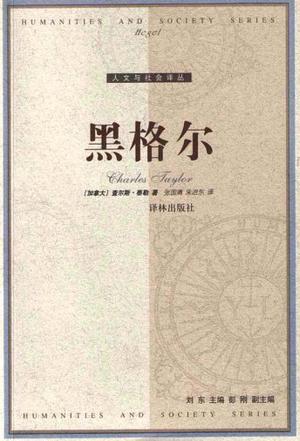 HUMANITIES AND SOCIETY SERIES
Hegel
人文与社会译丛
黑格尔
Charles Taylor
[加拿大] 查尔斯·泰勒 著 张国清 朱进东 译
译林出版社
刘东 主编 彭刚 副主编
HUMANITIES AND SOCIETY SERIES